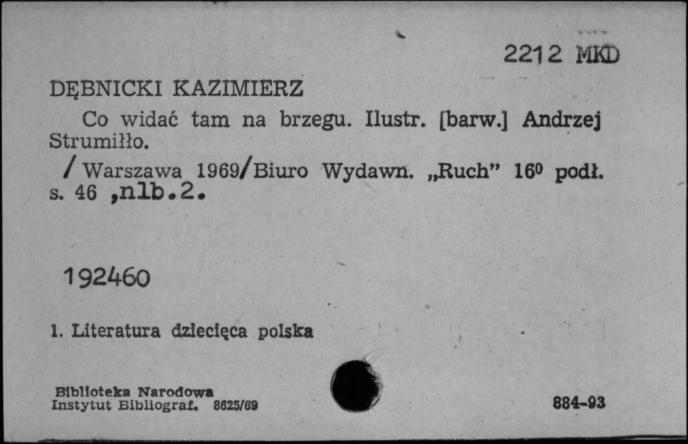 2212 MKD
DĘBNICKI KAZIMIERZ
Co widać tam na brzegu. Ilustr. [barw.] Andrzej
Strumiłło.
/ Warszawa 1969/Biuro Wydawn. „Ruch” 16⁰ podł.
s. 46 ,nlb.2.
192460
1. Literatura dziecięca polska
Biblioteka Narodowa
Instytut Bibliograf. 8625/69
884-93